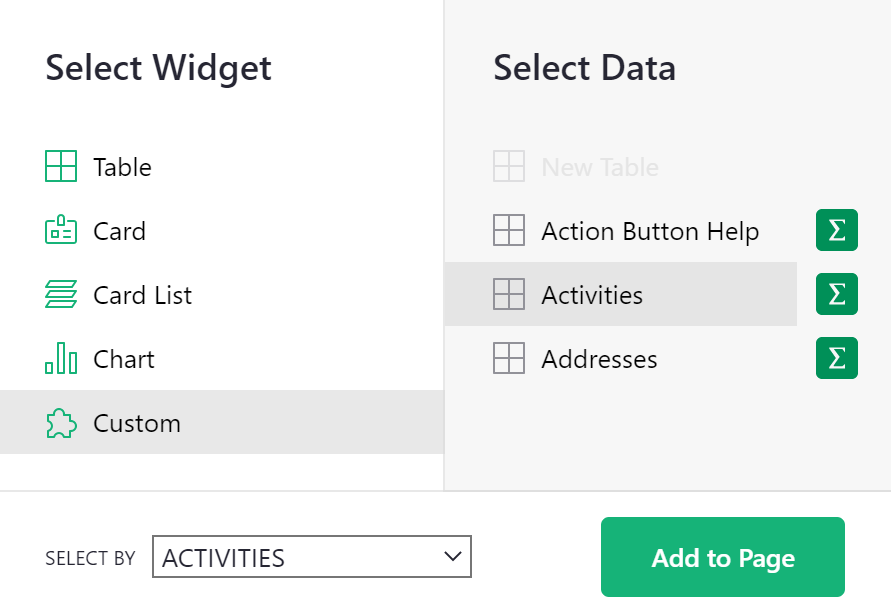 Select Widget
Table
Card
Card List
Chart
Custom
Select Data
New Table
Action Button Help
Σ
Activities
Σ
Addresses
Σ
SELECT BY
ACTIVITIES
Add to Page